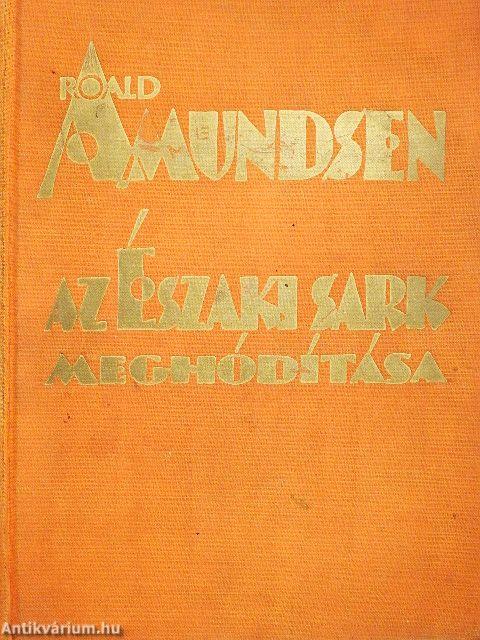 ROALD
AMUNDSEN
AZ ÉSZAKI SARK
MEGHÓDÍTÁSA
Antikvárium.hu